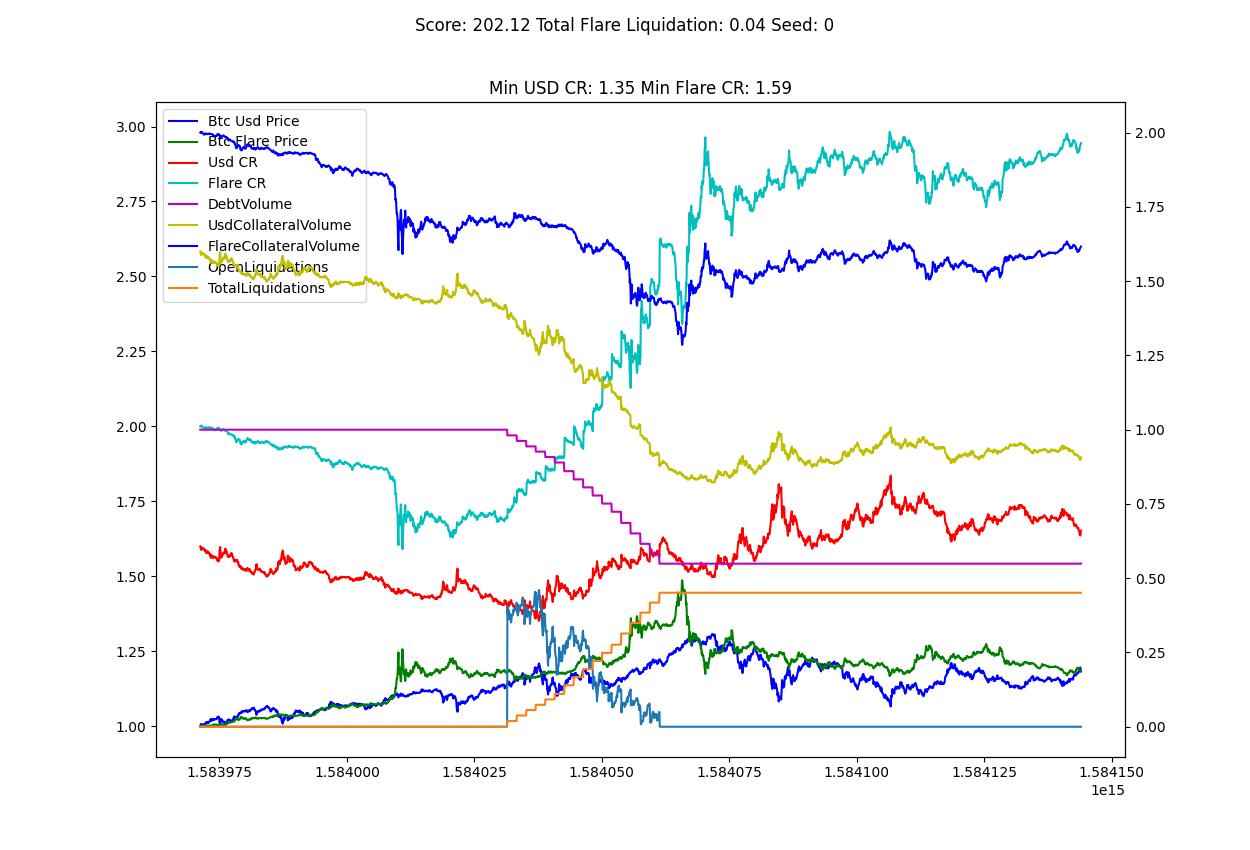 Score: 202.12 Total Flare Liquidation: 0.04 Seed: 0
Min USD CR: 1.35 Min Flare CR: 1.59
Btc Usd Price
Btc Flare Price
Usd CR
Flare CR
DebtVolume
UsdCollateralVolume
FlareCollateralVolume
OpenLiquidations
TotalLiquidations
3.00
2.75
2.50
2.25
2.00
1.75
1.50
1.25
1.00
2.00
1.75
1.50
1.25
1.00
0.75
0.50
0.25
0.00
1.583975 1.584000 1.584025 1.584050 1.584075 1.584100 1.584125 1.584150
1e15